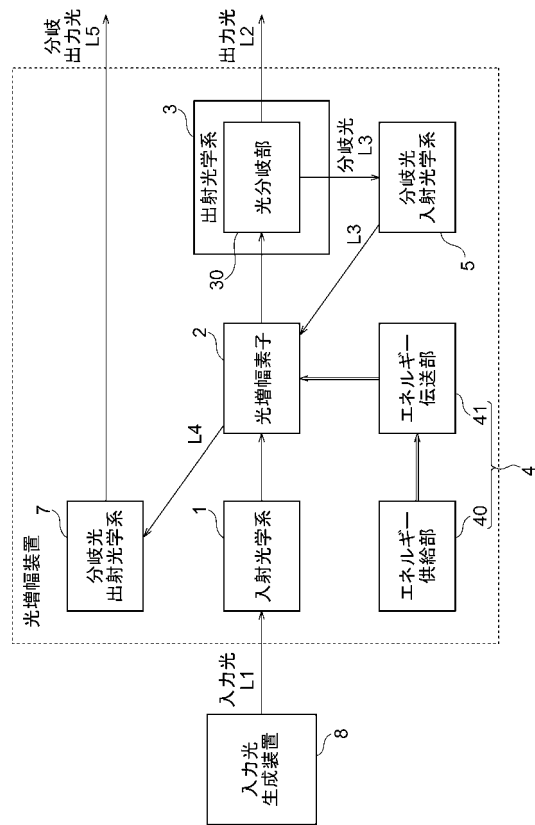 光増幅装置
入力光
生成装置
8
入力光
L1
入射光学系
1
光増幅素子
2
出射光学系
3
光分岐部
30
出力光
L2
分岐光
L3
分岐光
入射光学系
5
L3
L4
分岐光
出射光学系
7
分岐
出力光
L5
エネルギー
供給部
40
エネルギー
伝送部
41
4